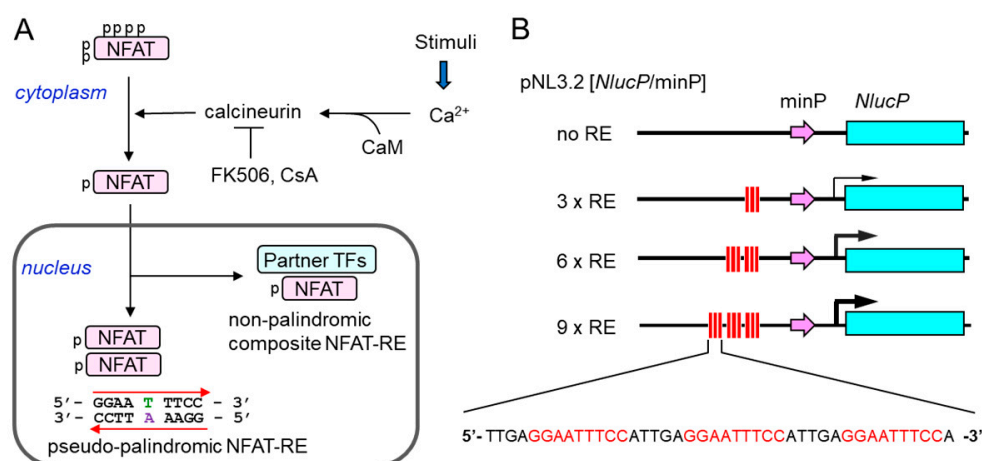 A
pppp
p
p
NFAT
cytoplasm
Stimuli
Ca²⁺
calcineurin
CaM
FK506, CsA
p NFAT
nucleus
Partner TFs
p NFAT
non-palindromic
composite NFAT-RE
p NFAT
p NFAT
5′- GGAA T TTCC - 3′
3′- CCTT A AAGG - 5′
pseudo-palindromic NFAT-RE
B
pNL3.2 [NlucP/minP]
minP NlucP
no RE
3 x RE
6 x RE
9 x RE
5′-TTGAGGAATTTCCATTGAGGAATTTCCATTGAGGAATTTCCA -3′